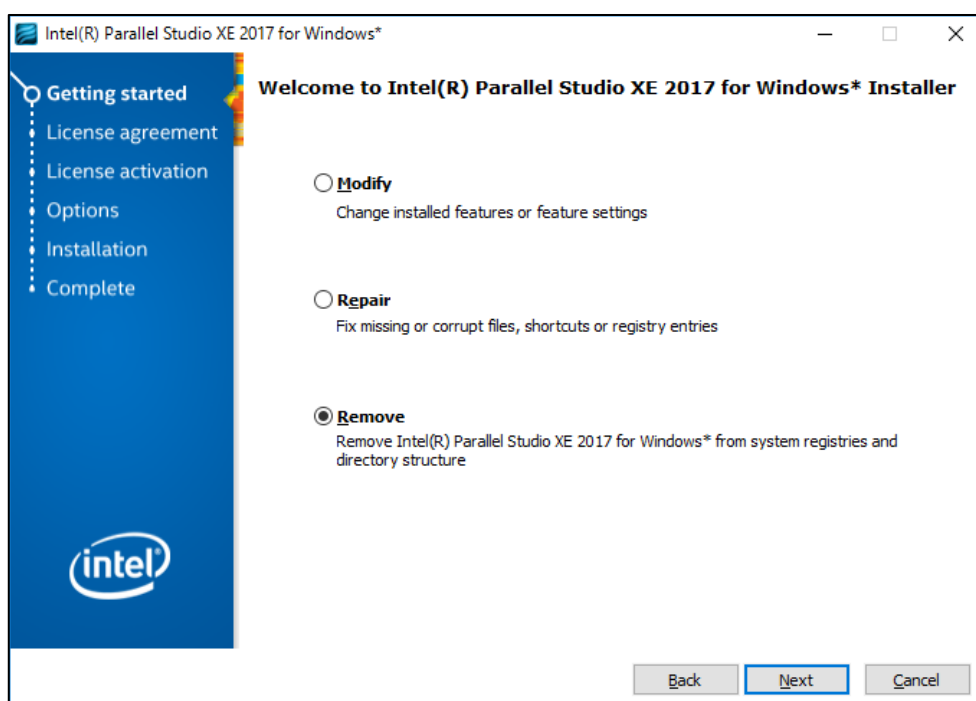 Intel(R) Parallel Studio XE 2017 for Windows*
Getting started
License agreement
License activation
Options
Installation
Complete
intel®
Welcome to Intel(R) Parallel Studio XE 2017 for Windows* Installer
Modify
Change installed features or feature settings
Repair
Fix missing or corrupt files, shortcuts or registry entries
Remove
Remove Intel(R) Parallel Studio XE 2017 for Windows* from system registries and
directory structure
Back
Next
Cancel